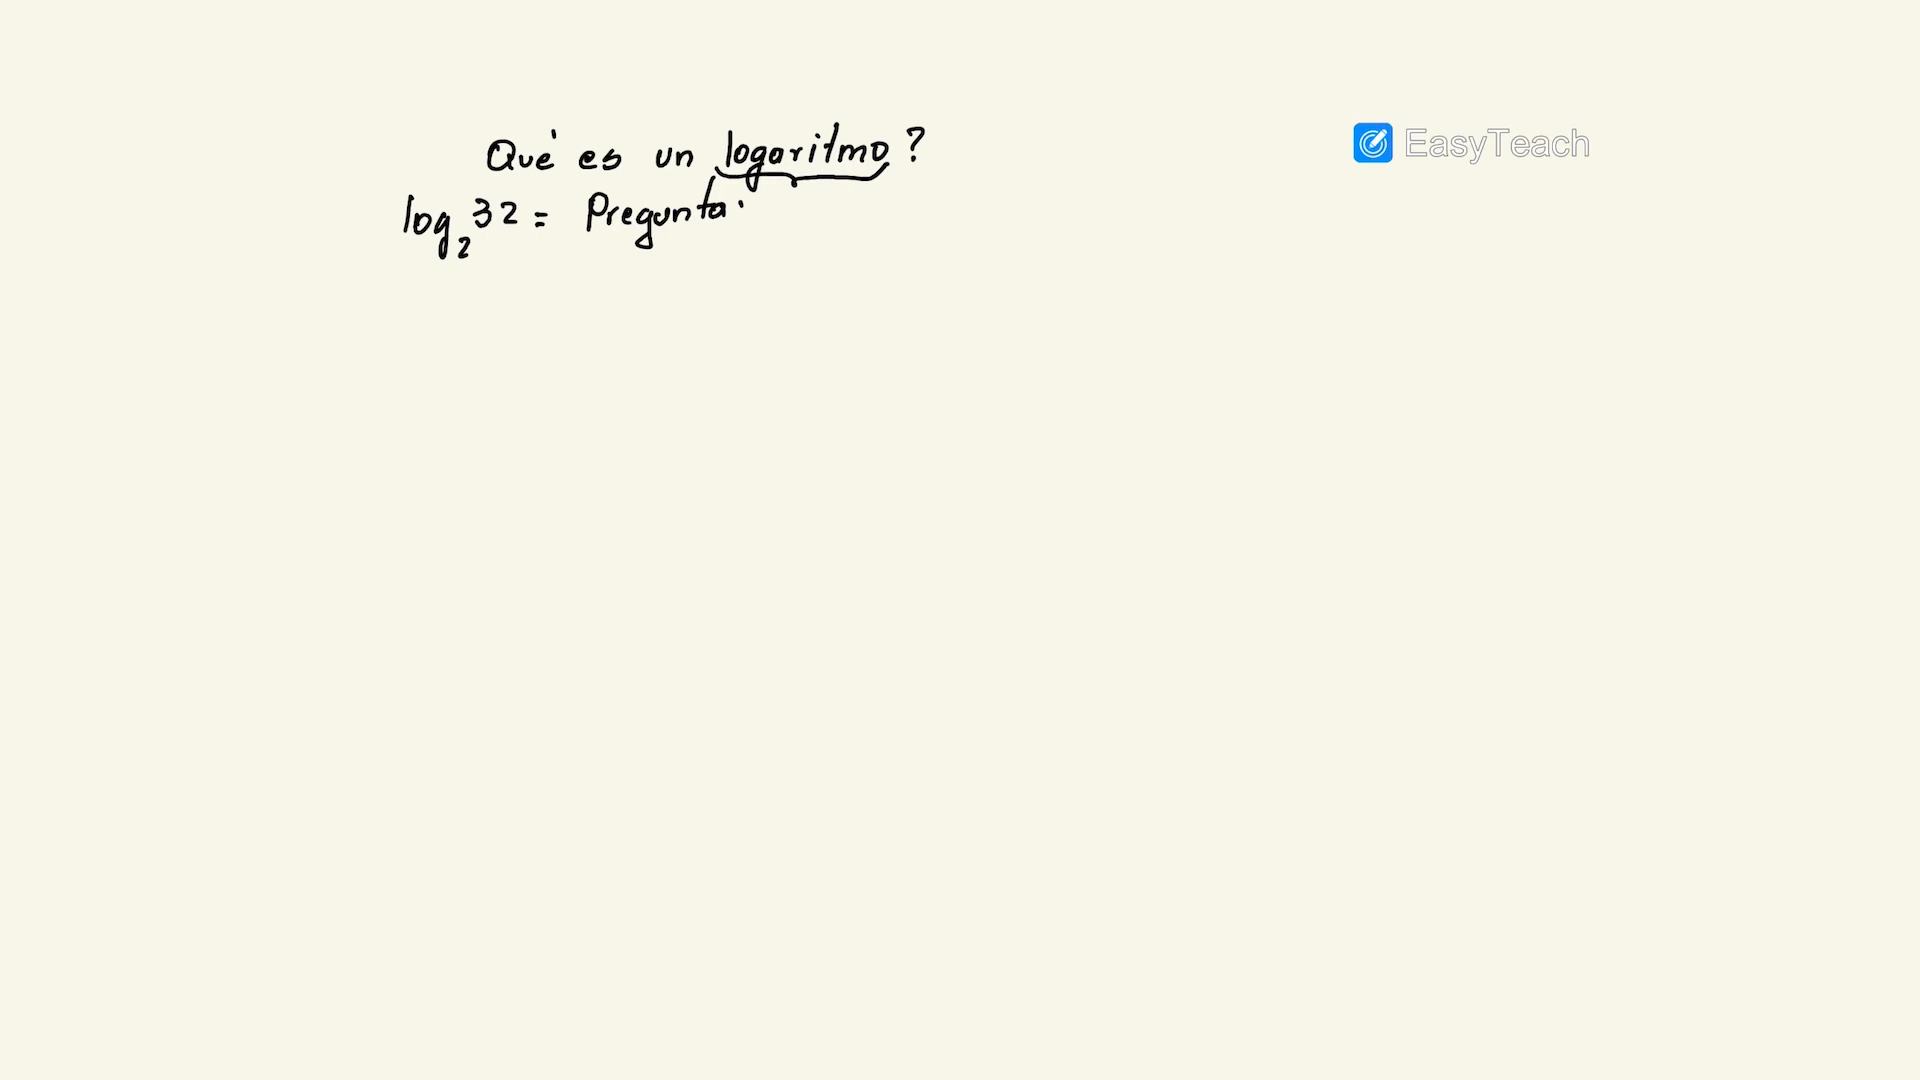 Qué es un logaritmo?
EasyTeach
log₂32 = Pregunta: